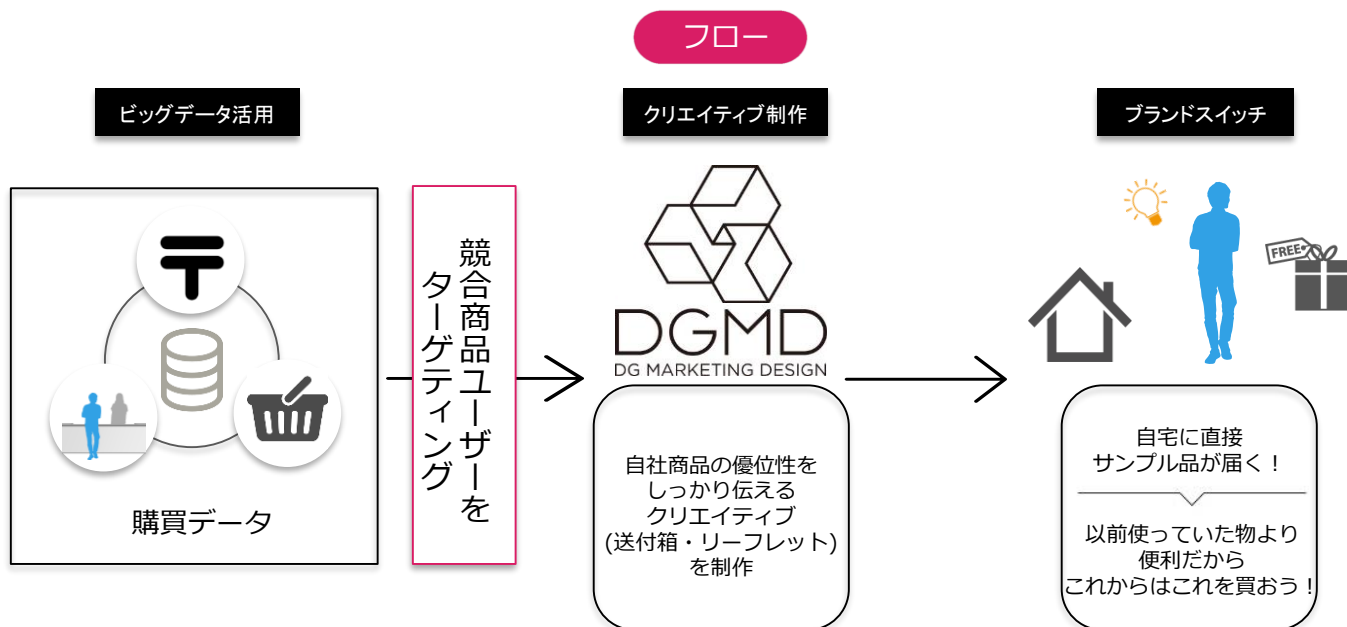 フロー
ビッグデータ活用
クリエイティブ制作
ブランドスイッチ
〒
購買データ
競合商品ユーザーを
ターゲティング
DGMD
DG MARKETING DESIGN
自社商品の優位性を
しっかり伝える
クリエイティブ
(送付箱・リーフレット)
を制作
FREE
自宅に直接
サンプル品が届く！
以前使っていた物より
便利だから
これからはこれを買おう！